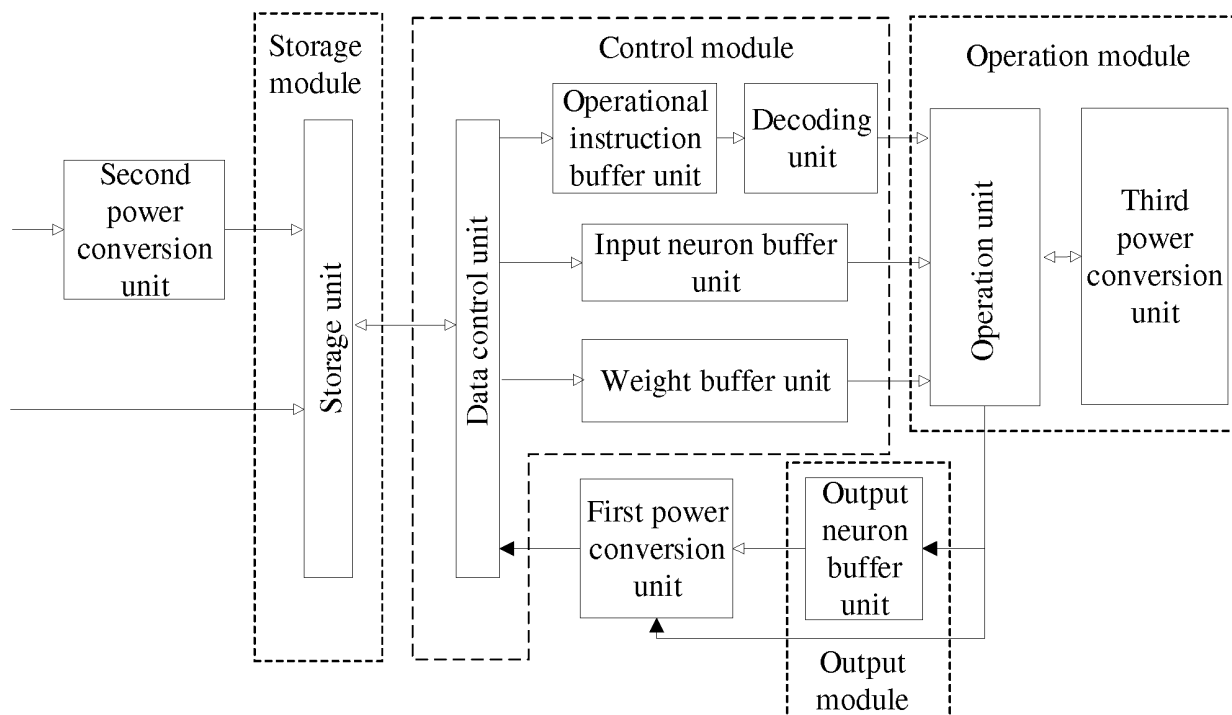 Storage
module
Control module
Operation module
Second
power
conversion
unit
Storage unit
Data control unit
Operational
instruction
buffer unit
Decoding
unit
Input neuron buffer
unit
Weight buffer unit
Operation unit
Third
power
conversion
unit
First power
conversion
unit
Output
neuron
buffer
unit
Output
module